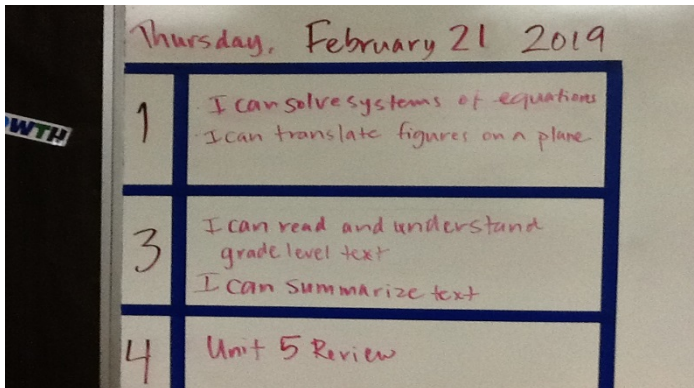 Thursday, February 21 2019
OWTH
1
I can solve systems of equations
I can translate figures on a plane
3
I can read and understand
grade level text
I can summarize text
4
Unit 5 Review